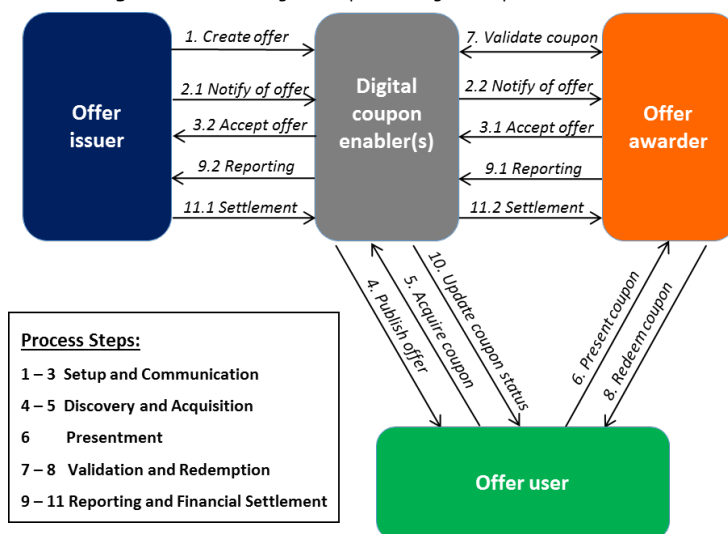 1. Create offer
7. Validate coupon
2.1 Notify of offer
2.2 Notify of offer
Offer
issuer
Digital
coupon
enabler(s)
Offer
awarder
3.2 Accept offer
3.1 Accept offer
9.2 Reporting
9.1 Reporting
11.1 Settlement
11.2 Settlement
4. Publish offer
5. Acquire coupon
10. Update coupon status
6. Present coupon
8. Redeem coupon
Process Steps:
1 – 3 Setup and Communication
4 – 5 Discovery and Acquisition
6 Presentment
7 – 8 Validation and Redemption
9 – 11 Reporting and Financial Settlement
Offer user